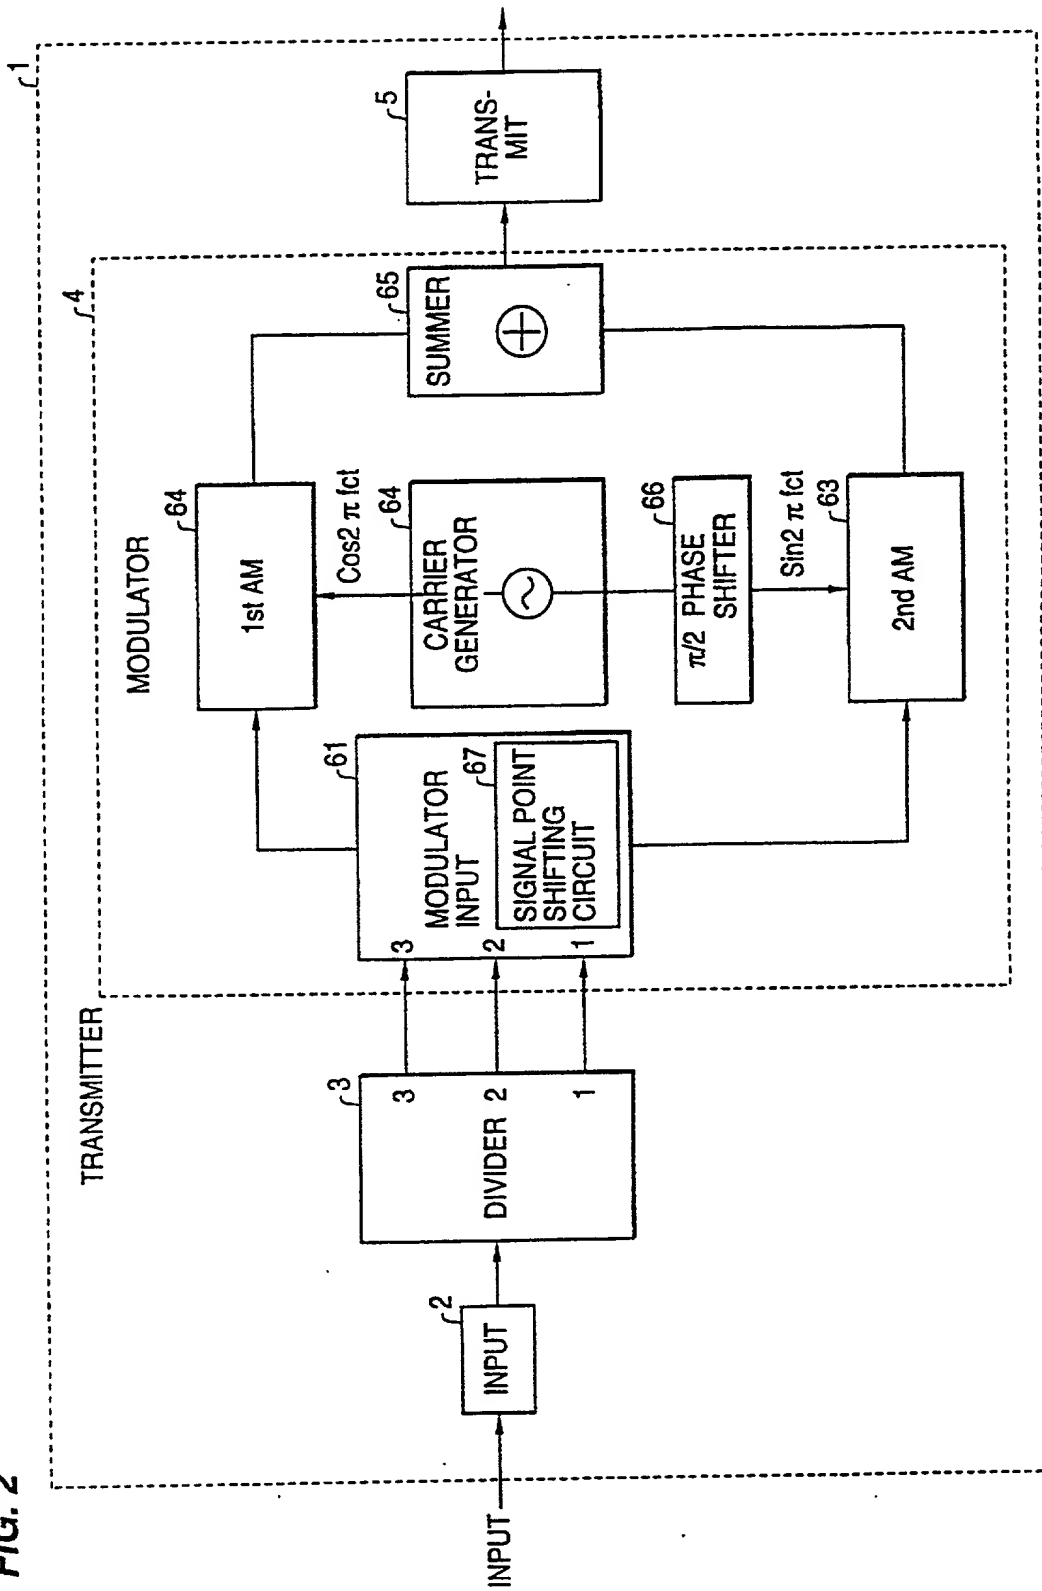 FIG. 2
1
TRANSMITTER
4
MODULATOR
INPUT
2
INPUT
3
DIVIDER
3
2
1
61
MODULATOR
INPUT
3
2
1
67
SIGNAL POINT
SHIFTING
CIRCUIT
64
1st AM
Cos2 π fct
64
CARRIER
GENERATOR
66
π/2 PHASE
SHIFTER
Sin2 π fct
63
2nd AM
65
SUMMER
5
TRANS-
MIT